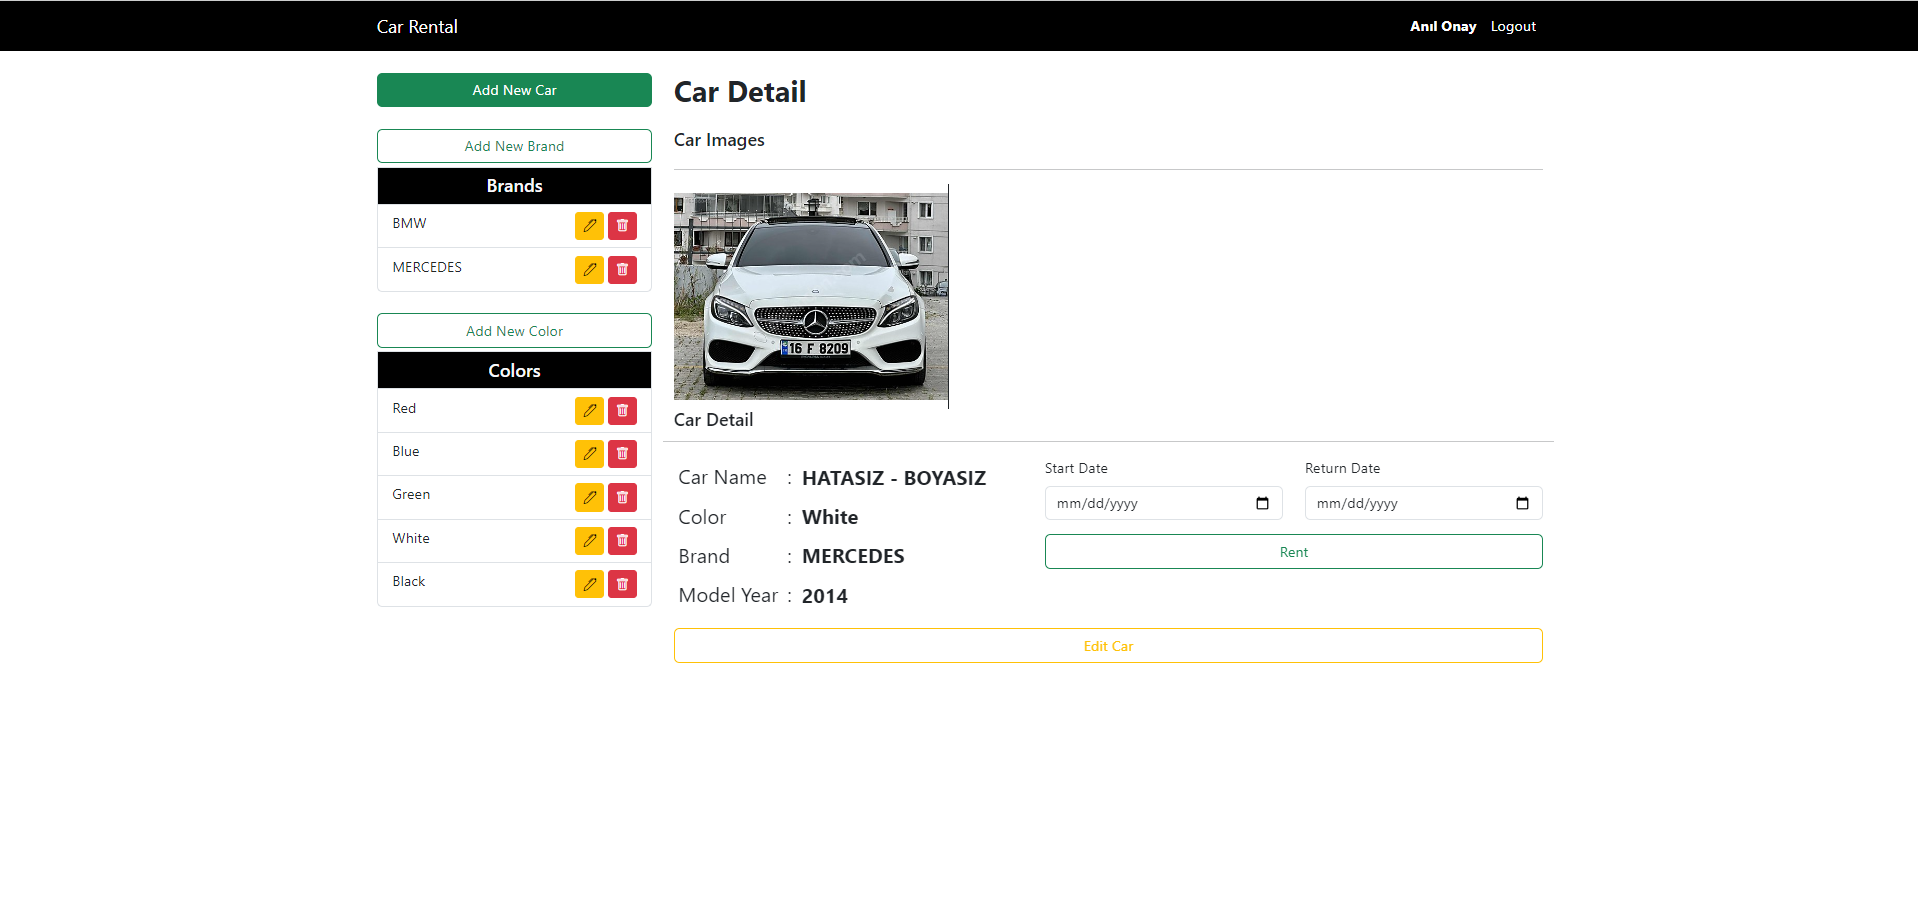 Car Rental
Anıl Onay Logout
Add New Car
Add New Brand
Brands
BMW
MERCEDES
Add New Color
Colors
Red
Blue
Green
White
Black
Car Detail
Car Images
16 F 8209
Car Detail
Car Name : HATASIZ - BOYASIZ
Color : White
Brand : MERCEDES
Model Year : 2014
Start Date
mm/dd/yyyy
Return Date
mm/dd/yyyy
Rent
Edit Car